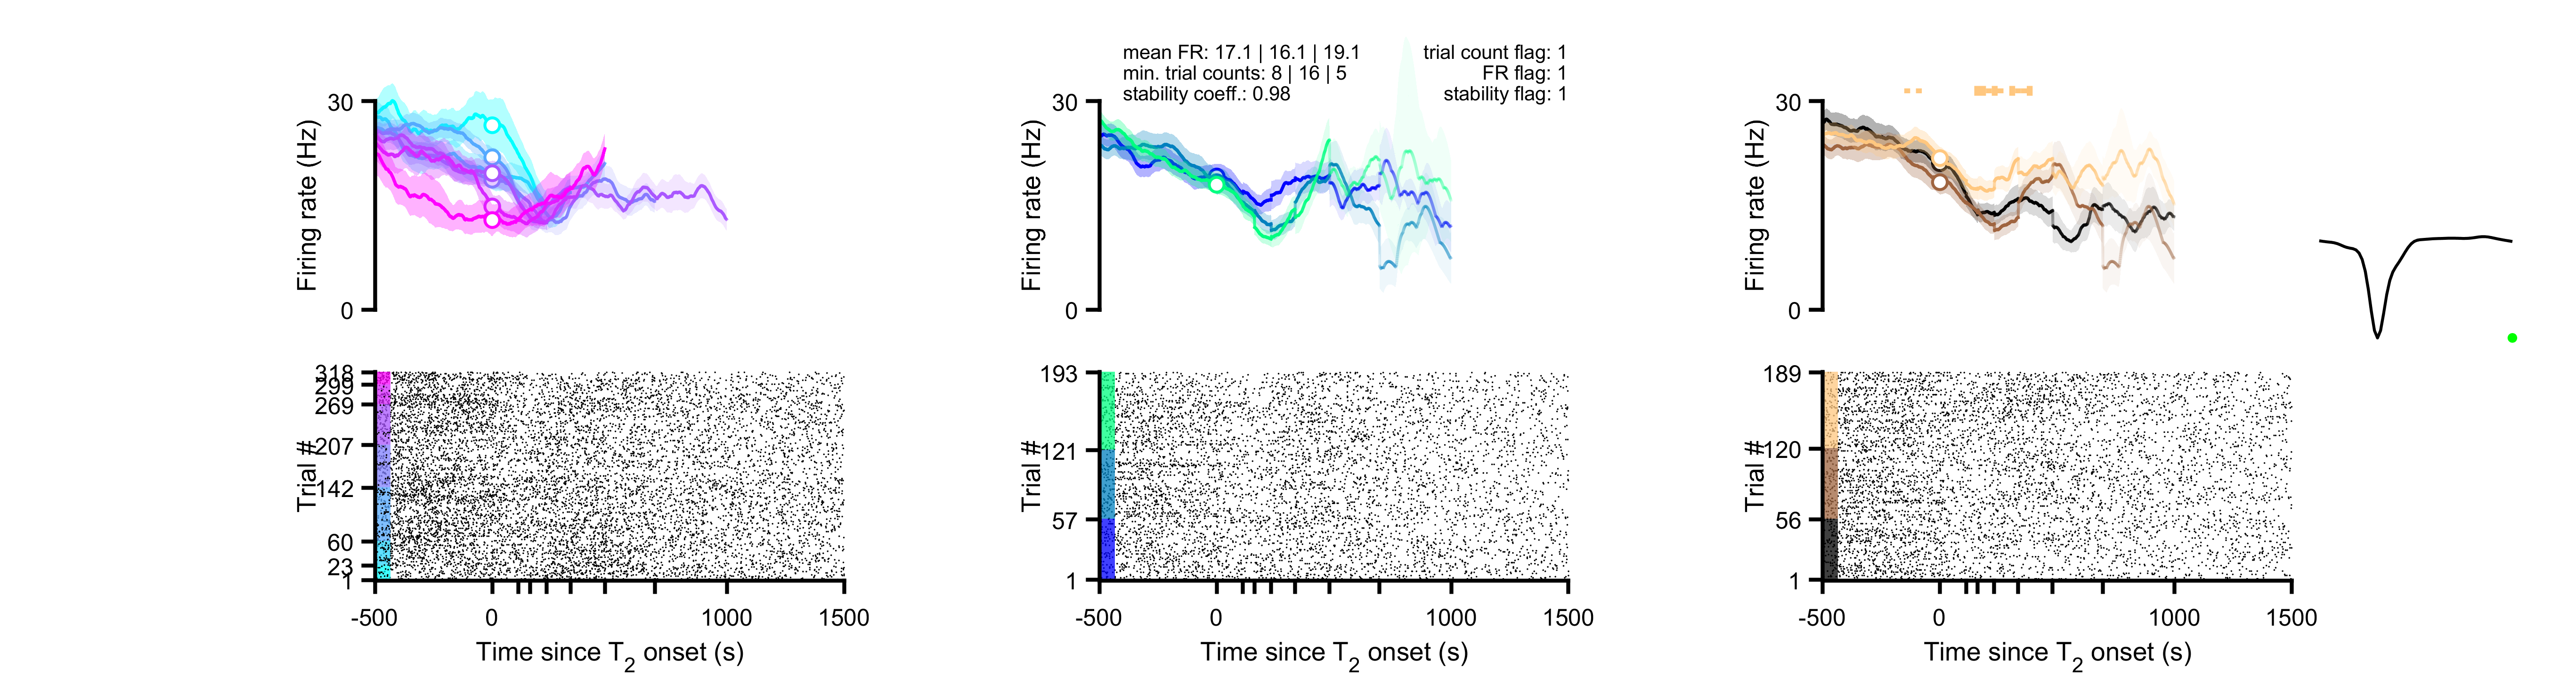 mean FR: 17.1 | 16.1 | 19.1
min. trial counts: 8 | 16 | 5
stability coeff.: 0.98
trial count flag: 1
FR flag: 1
stability flag: 1
30
0
Firing rate (Hz)
30
0
Firing rate (Hz)
30
0
Firing rate (Hz)
318
299
269
207
142
60
23
1
Trial #
-500
0
1000
1500
Time since T2 onset (s)
193
121
57
1
Trial #
-500
0
1000
1500
Time since T2 onset (s)
189
120
56
1
Trial #
-500
0
1000
1500
Time since T2 onset (s)